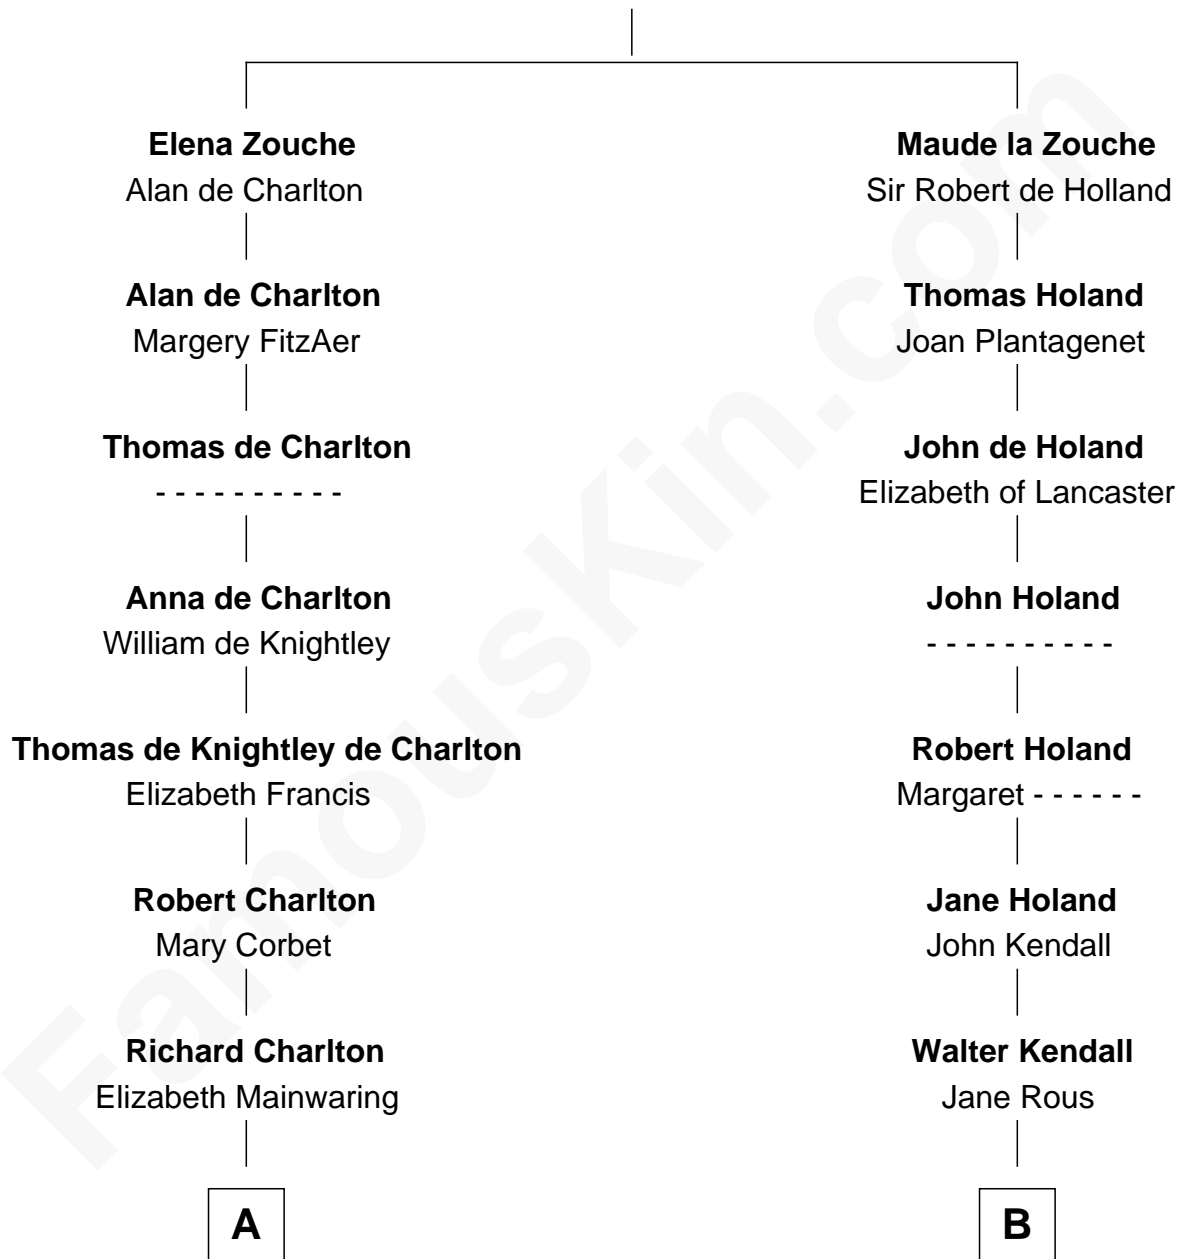 Elena Zouche
Alan de Charlton
Maude la Zouche
Sir Robert de Holland
Alan de Charlton
Margery FitzAer
Thomas Holand
Joan Plantagenet
Thomas de Charlton
- - - - - - - - - -
John de Holand
Elizabeth of Lancaster
Anna de Charlton
William de Knightley
John Holand
- - - - - - - - - -
Thomas de Knightley de Charlton
Elizabeth Francis
Robert Holand
Margaret - - - - - -
Robert Charlton
Mary Corbet
Jane Holand
John Kendall
Richard Charlton
Elizabeth Mainwaring
Walter Kendall
Jane Rous
A
B
FamousKin.com